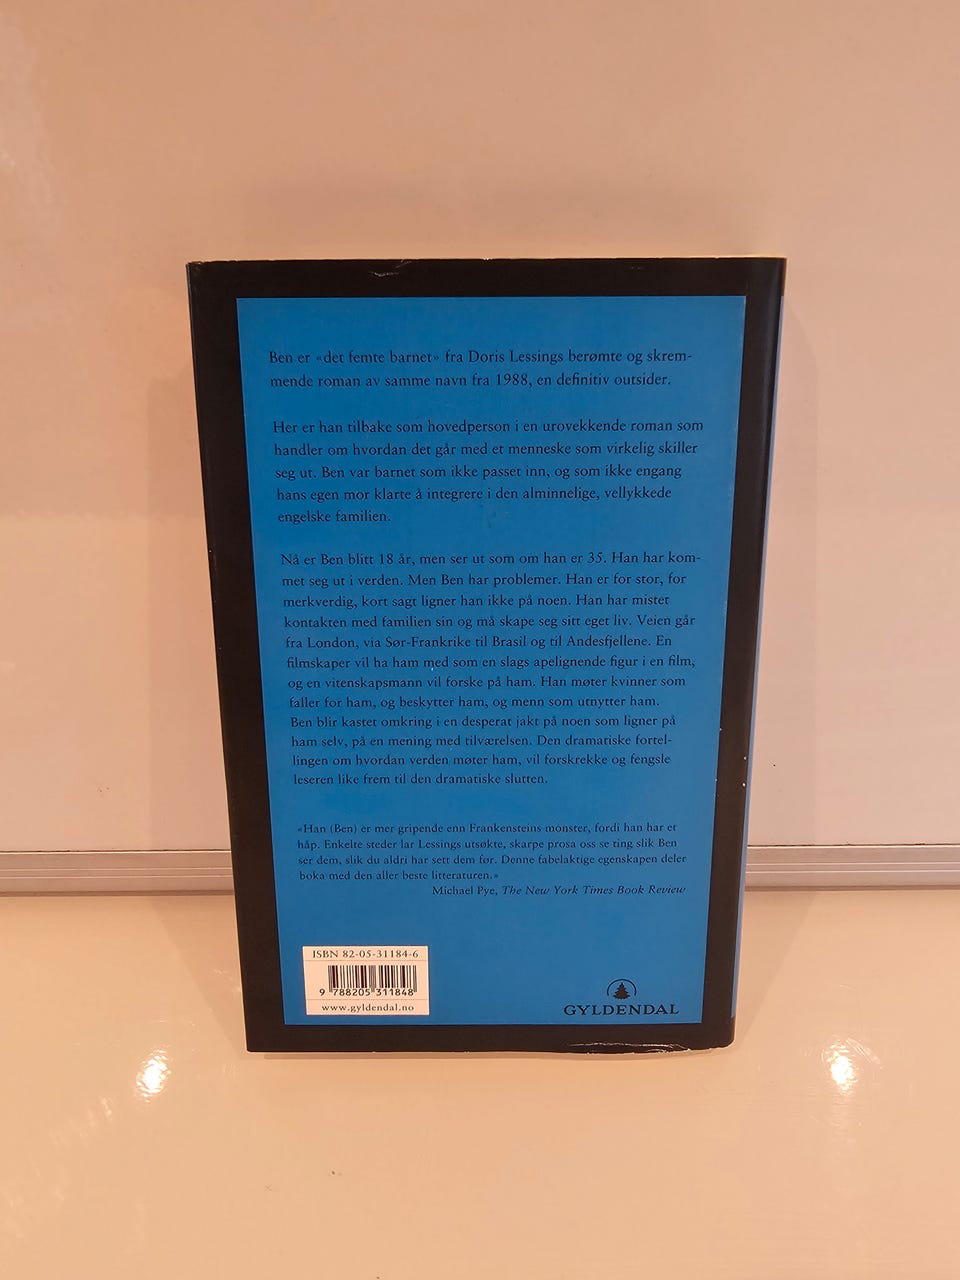 Ben er «det femte barnet» fra Doris Lessings berømte og skrem-
mende roman av samme navn fra 1988, en definitiv outsider.
Her er han tilbake som hovedperson i en urovekkende roman som
handler om hvordan det går med et menneske som virkelig skiller
seg ut. Ben var barnet som ikke passet inn, og som ikke engang
hans egen mor klarte å integrere i den alminnelige, vellykkede
engelske familien.
Nå er Ben blitt 18 år, men ser ut som om han er 35. Han har kom-
met seg ut i verden. Men Ben har problemer. Han er for stor, for
merkverdig, kort sagt ligner han ikke på noen. Han har mistet
kontakten med familien sin og må skape seg sitt eget liv. Veien går
fra London, via Sør-Frankrike til Brasil og til Andesfjellene. En
filmskaper vil ha ham med som en slags apelignende figur i en film,
og en vitenskapsmann vil forske på ham. Han møter kvinner som
faller for ham, og beskytter ham, og menn som utnytter ham.
Ben blir kastet omkring i en desperat jakt på noen som ligner på
ham selv, på en mening med tilværelsen. Den dramatiske fortel-
lingen om hvordan verden møter ham, vil forskrekke og fengsle
leseren like frem til den dramatiske slutten.
«Han (Ben) er mer gripende enn Frankensteins monster, fordi han har et
håp. Enkelte steder lar Lessings utsøkte, skarpe prosa oss se ting slik Ben
ser dem, slik du aldri har sett dem før. Denne fabelaktige egenskapen deler
boka med den aller beste litteraturen.»
Michael Pye, The New York Times Book Review
ISBN 82-05-31184-6
9 788205 311848
www.gyldendal.no
GYLDENDAL